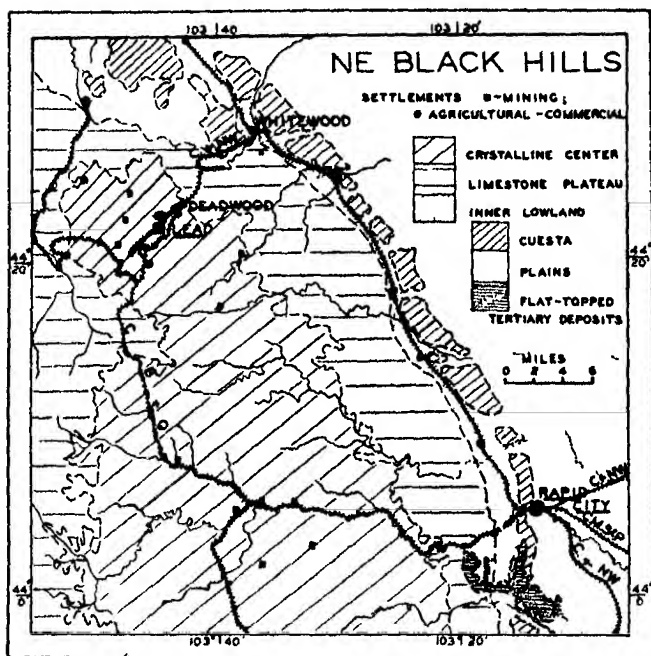 103° 40' 103° 20'
NE BLACK HILLS
SETTLEMENTS -MINING;
-AGRICULTURAL-COMMERCIAL
WHITEWOOD
CRYSTALLINE CENTER
LIMESTONE PLATEAU
INNER LOWLAND
DEADWOOD
LEAD
CUESTA
44° 20' 44° 20'
PLAINS
FLAT-TOPPED
TERTIARY DEPOSITS
MILES
0 2 4 6
RAPID
CITY
C+NW
C.M.StP
C + NW
44° 0' 44° 0'
103° 40' 103° 20'